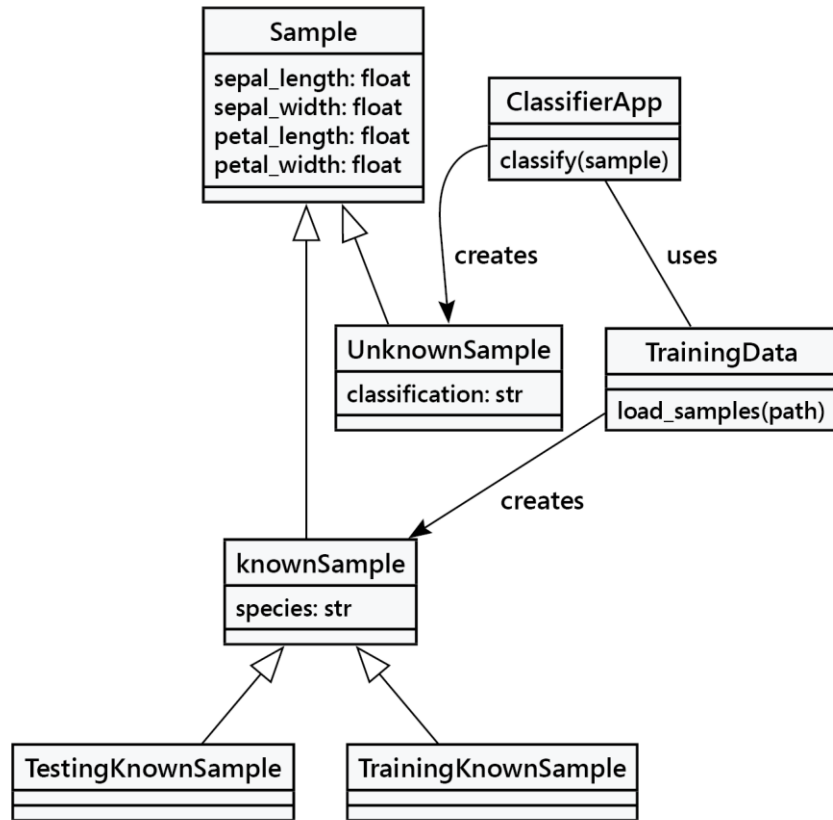 Sample
sepal_length: float
sepal_width: float
petal_length: float
petal_width: float
ClassifierApp
classify(sample)
creates
uses
UnknownSample
classification: str
TrainingData
load_samples(path)
creates
knownSample
species: str
TestingKnownSample
TrainingKnownSample